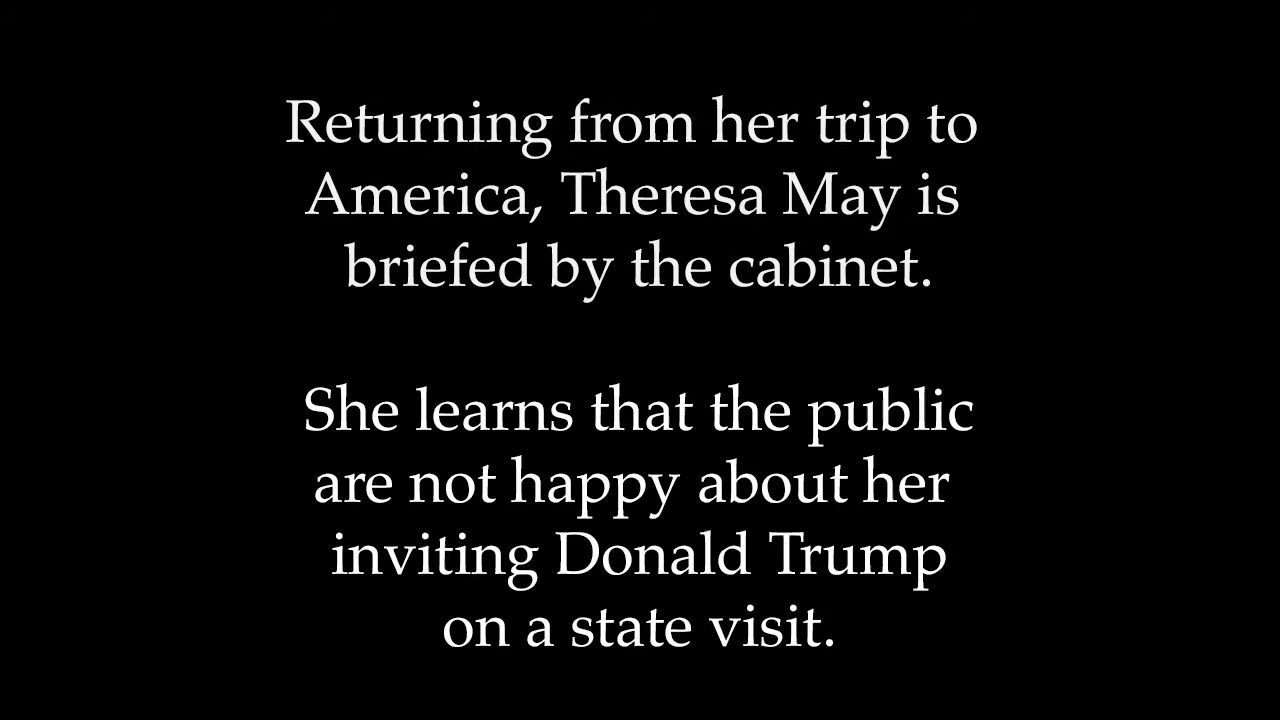 Returning from her trip to
America, Theresa May is
briefed by the cabinet.
She learns that the public
are not happy about her
inviting Donald Trump
on a state visit.